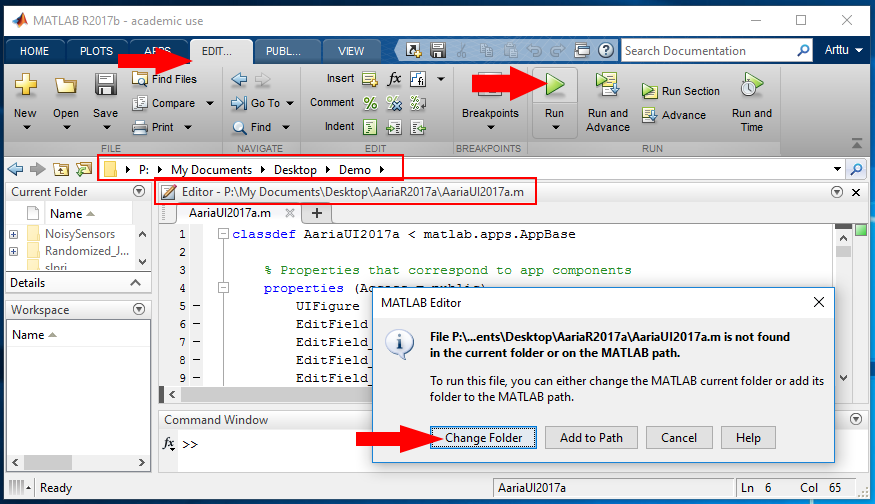 MATLAB R2017b - academic use
HOME PLOTS APPS EDIT... PUBL... VIEW Search Documentation Arttu
New Open Save Find Files Compare Print
FILE
Go To Find
NAVIGATE
Insert fx
Comment
Indent
EDIT
Breakpoints
BREAKPOINTS
Run Run and Advance Run Section Advance Run and Time
RUN
P: My Documents Desktop Demo
Current Folder
Name
NoisySensors
Randomized_J...
slnri
Details
Workspace
Name
Editor - P:\My Documents\Desktop\AariaR2017a\AariaUI2017a.m
AariaUI2017a.m
1 classdef AariaUI2017a < matlab.apps.AppBase
2
3 % Properties that correspond to app components
4 properties (Access = public)
5 UIFigure
6 EditField_
7 EditField_
8 EditField_
9 EditField_
MATLAB Editor
File P:\...ents\Desktop\AariaR2017a\AariaUI2017a.m is not found
in the current folder or on the MATLAB path.
To run this file, you can either change the MATLAB current folder or add its
folder to the MATLAB path.
Change Folder Add to Path Cancel Help
Command Window
fx >>
Ready AariaUI2017a Ln 6 Col 65